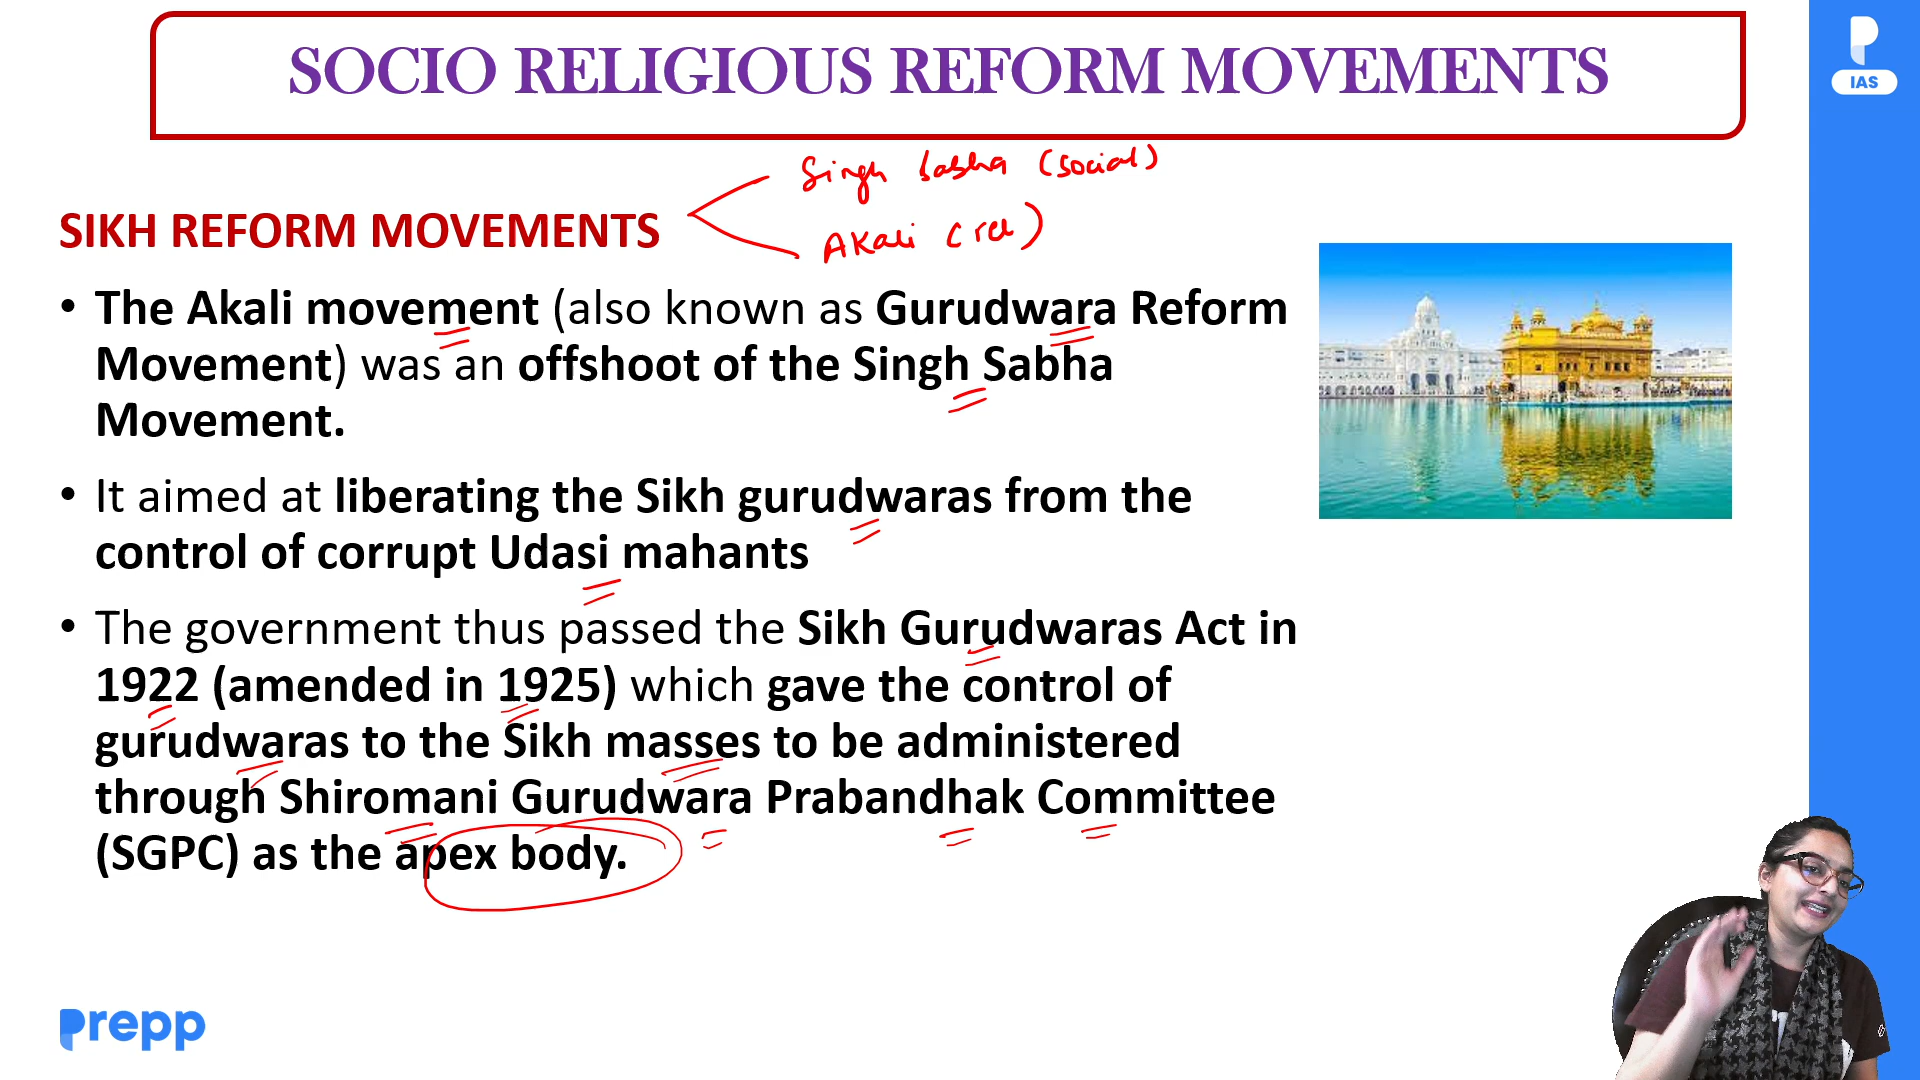 SOCIO RELIGIOUS REFORM MOVEMENTS
IAS
Singh Sabha (social)
SIKH REFORM MOVEMENTS
Akali (rel)
• The Akali movement (also known as Gurudwara Reform
Movement) was an offshoot of the Singh Sabha
Movement.
• It aimed at liberating the Sikh gurudwaras from the
control of corrupt Udasi mahants
• The government thus passed the Sikh Gurudwaras Act in
1922 (amended in 1925) which gave the control of
gurudwaras to the Sikh masses to be administered
through Shiromani Gurudwara Prabandhak Committee
(SGPC) as the apex body.
prepp